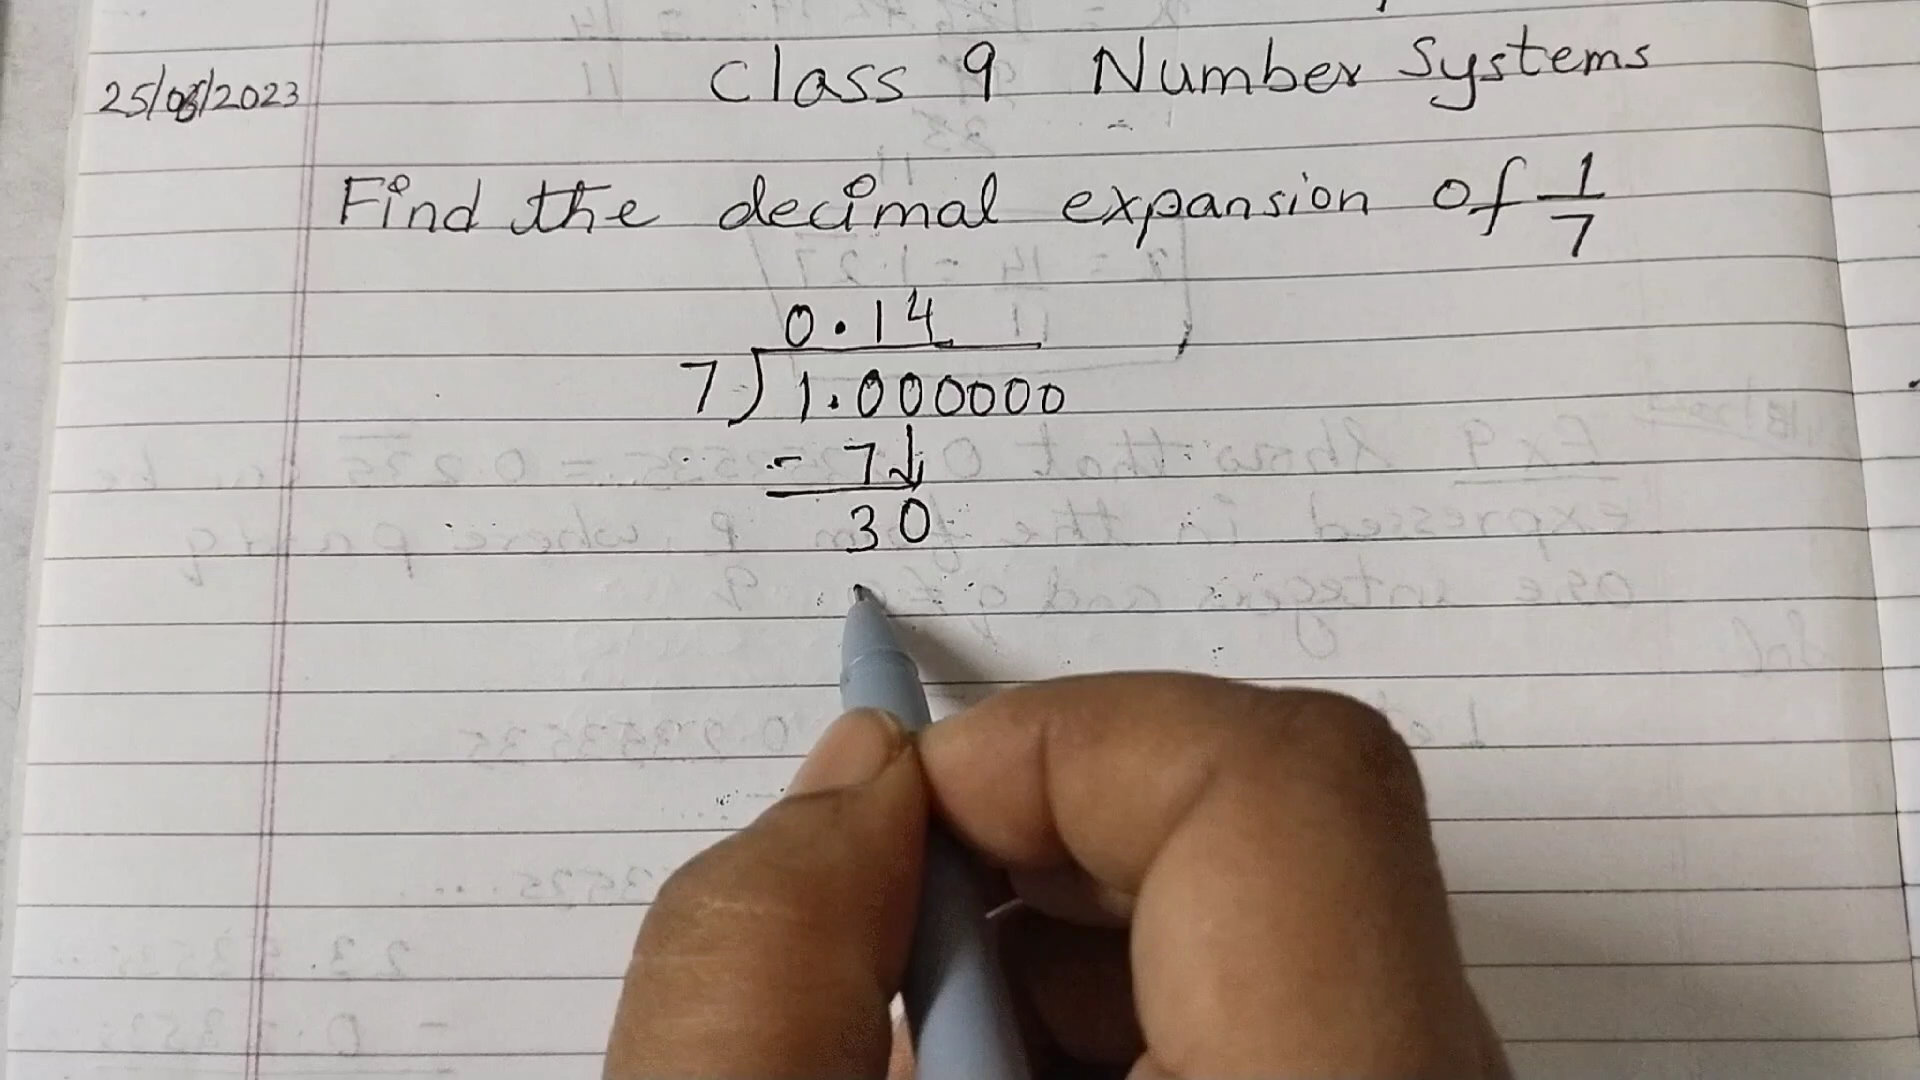 25/08/2023
Class 9 Number Systems
Find the decimal expansion of 1/7
0.14
7)1.000000
- 7↓
30